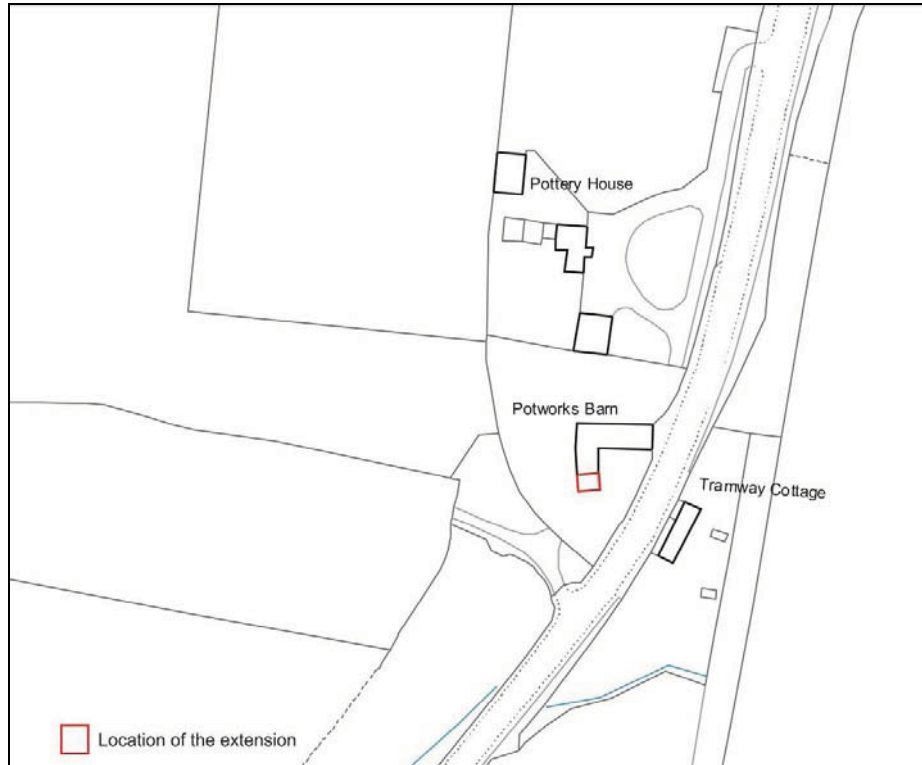 Pottery House
Potworks Barn
Tramway Cottage
Location of the extension